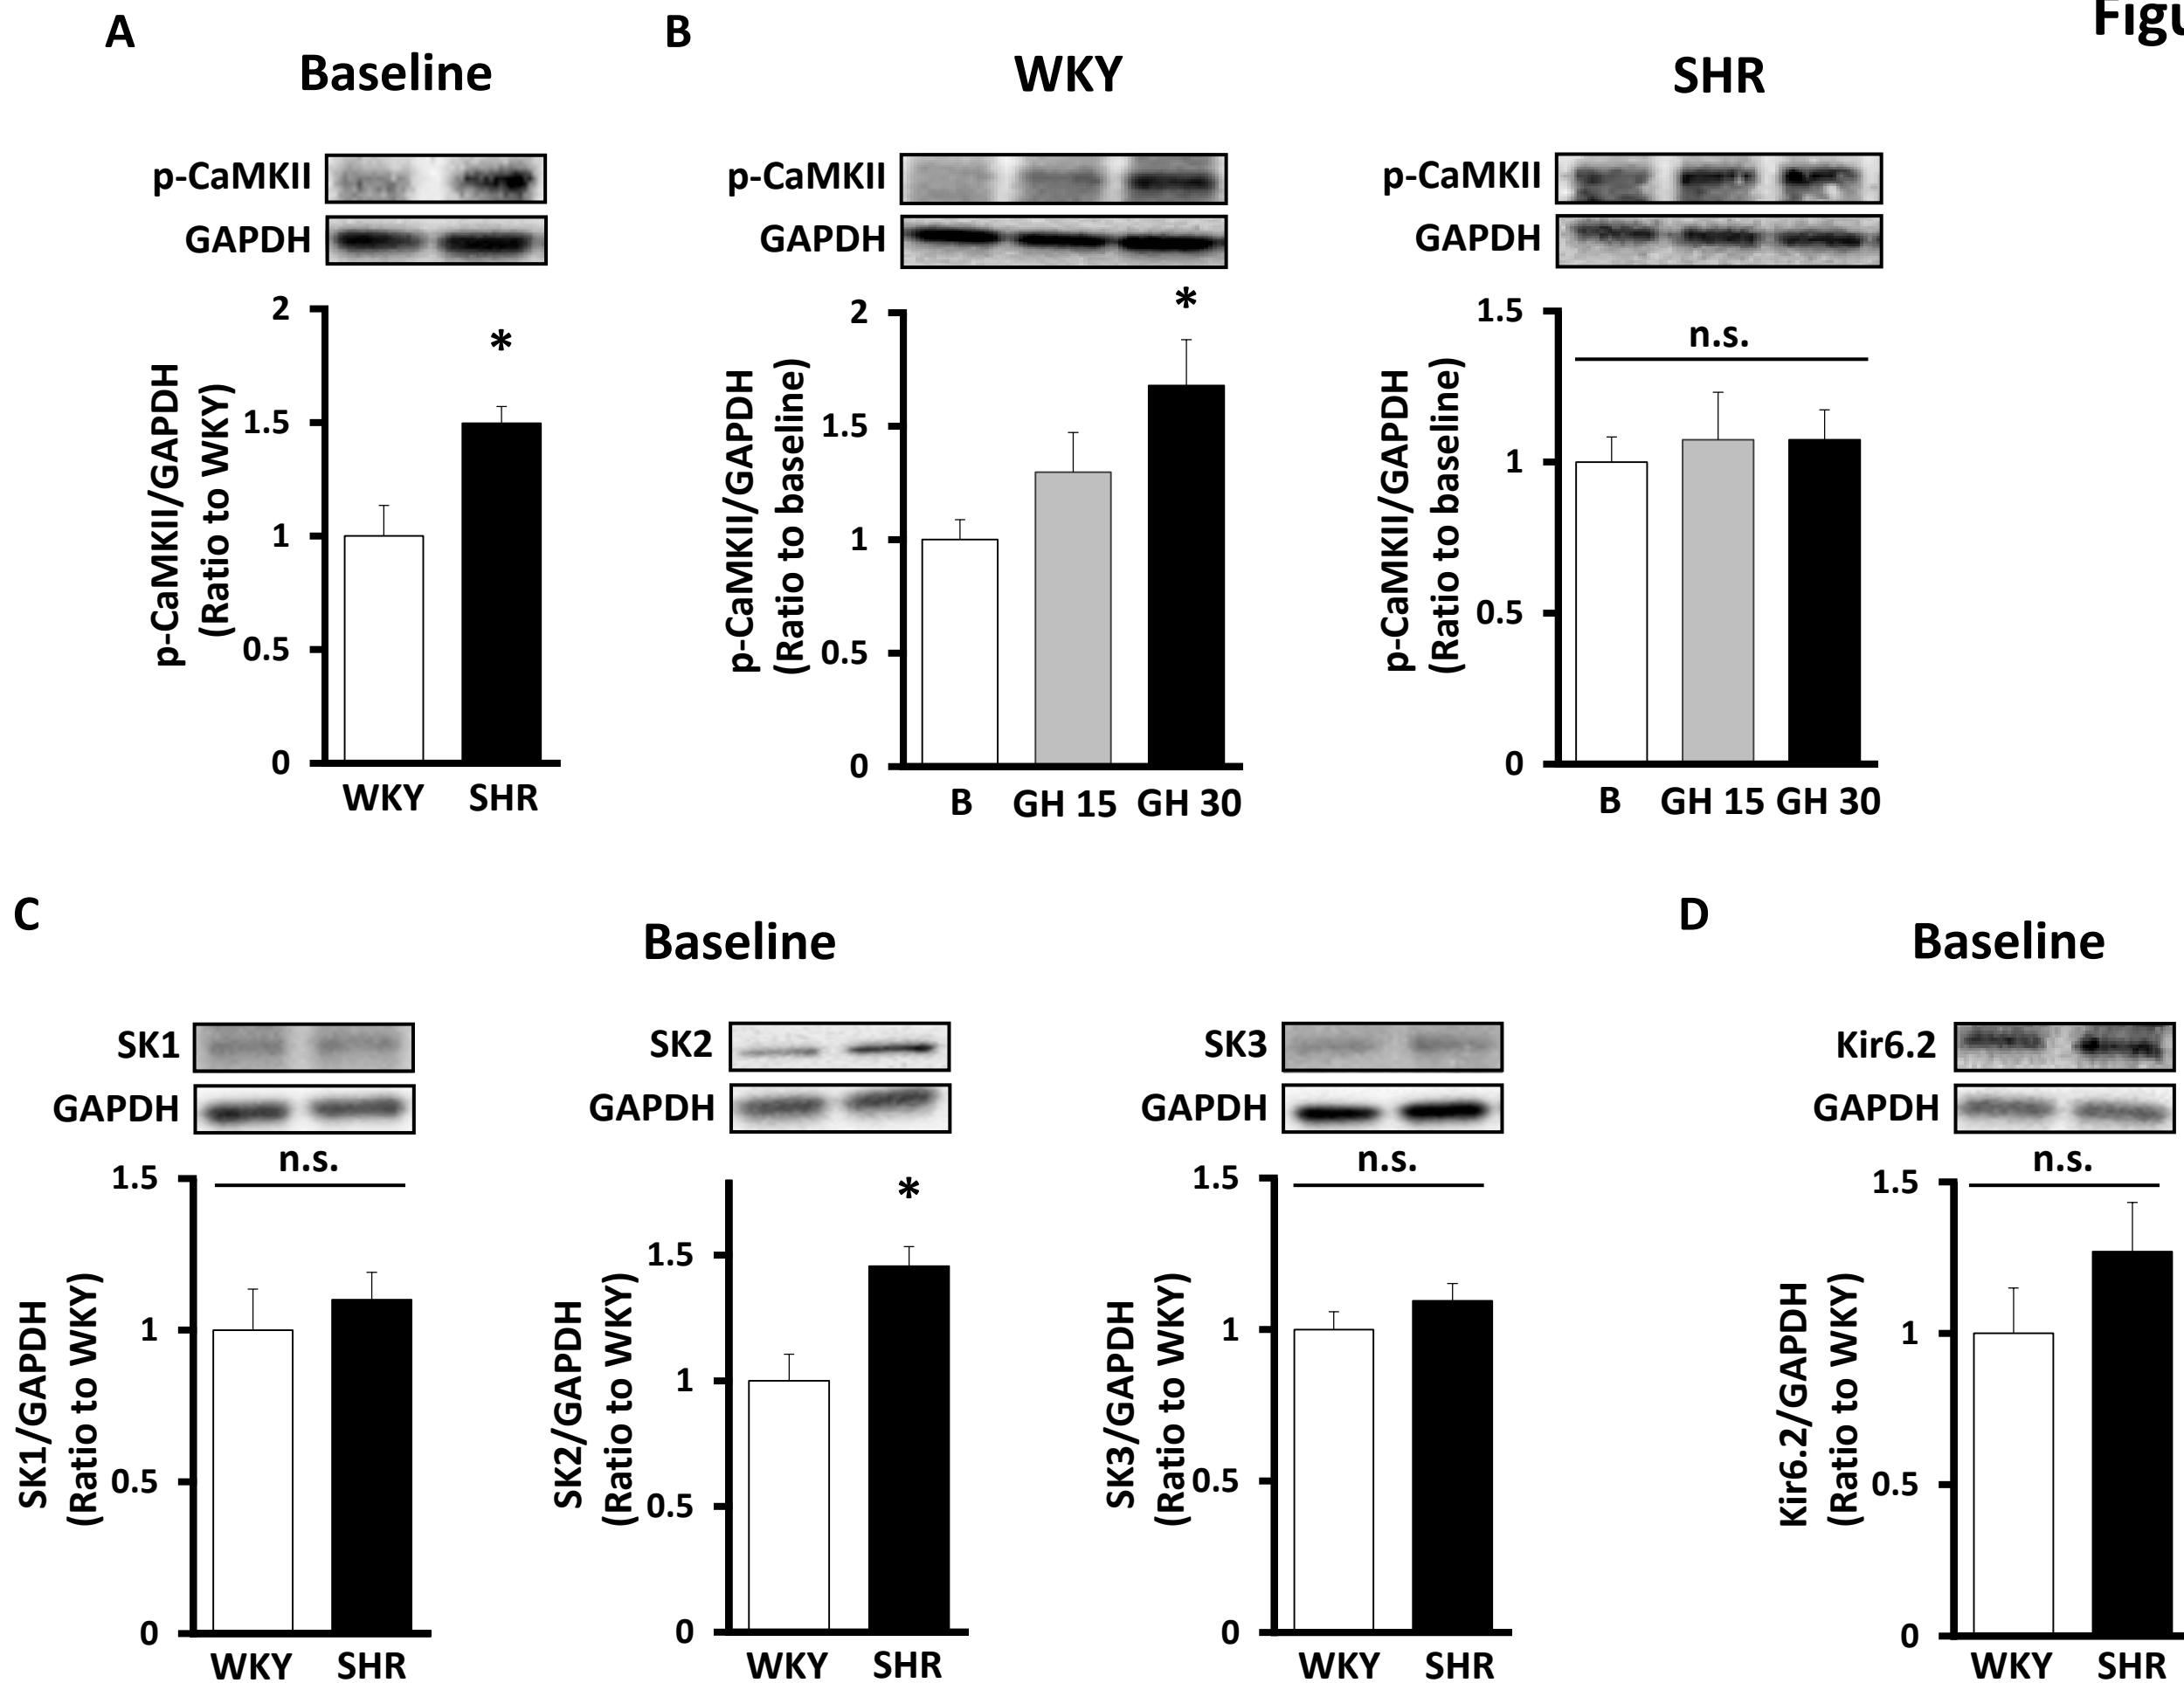 Figu
A
Baseline
p-CaMKII
GAPDH
p-CaMKII/GAPDH
(Ratio to WKY)
2
*
1.5
1
0.5
0
WKY SHR
B
WKY
p-CaMKII
GAPDH
p-CaMKII/GAPDH
(Ratio to baseline)
2
*
1.5
1
0.5
0
B GH 15 GH 30
SHR
p-CaMKII
GAPDH
p-CaMKII/GAPDH
(Ratio to baseline)
1.5
n.s.
1
0.5
0
B GH 15 GH 30
C
Baseline
SK1
GAPDH
n.s.
SK1/GAPDH
(Ratio to WKY)
1.5
1
0.5
0
WKY SHR
SK2
GAPDH
*
SK2/GAPDH
(Ratio to WKY)
1.5
1
0.5
0
WKY SHR
SK3
GAPDH
n.s.
SK3/GAPDH
(Ratio to WKY)
1.5
1
0.5
0
WKY SHR
D
Baseline
Kir6.2
GAPDH
n.s.
Kir6.2/GAPDH
(Ratio to WKY)
1.5
1
0.5
0
WKY SHR